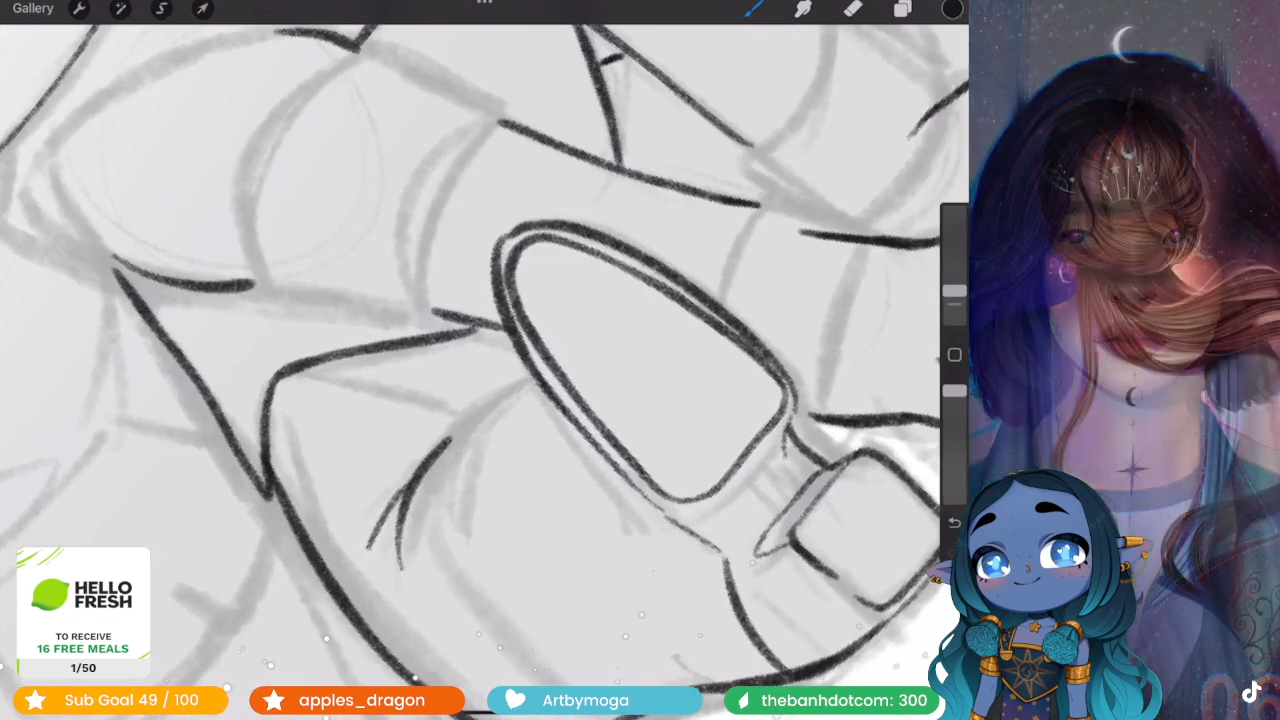 Gallery
HELLO
FRESH
TO RECEIVE
16 FREE MEALS
1/50
Sub Goal 49 / 100
apples_dragon
Artbymoga
thebanhdotcom: 300